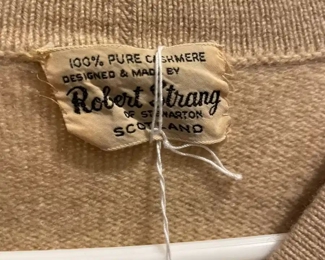 100% PURE CASHMERE
DESIGNED & MADE BY
Robert Strang
OF STEWARTON
SCOTLAND